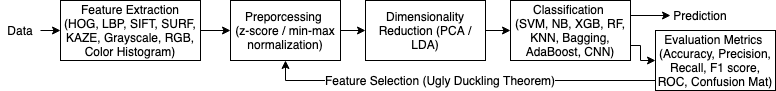 Data
Feature Extraction
(HOG, LBP, SIFT, SURF,
KAZE, Grayscale, RGB,
Color Histogram)
Preporcessing
(z-score / min-max
normalization)
Dimensionality
Reduction (PCA /
LDA)
Classification
(SVM, NB, XGB, RF,
KNN, Bagging,
AdaBoost, CNN)
Prediction
Evaluation Metrics
(Accuracy, Precision,
Recall, F1 score,
ROC, Confusion Mat)
Feature Selection (Ugly Duckling Theorem)